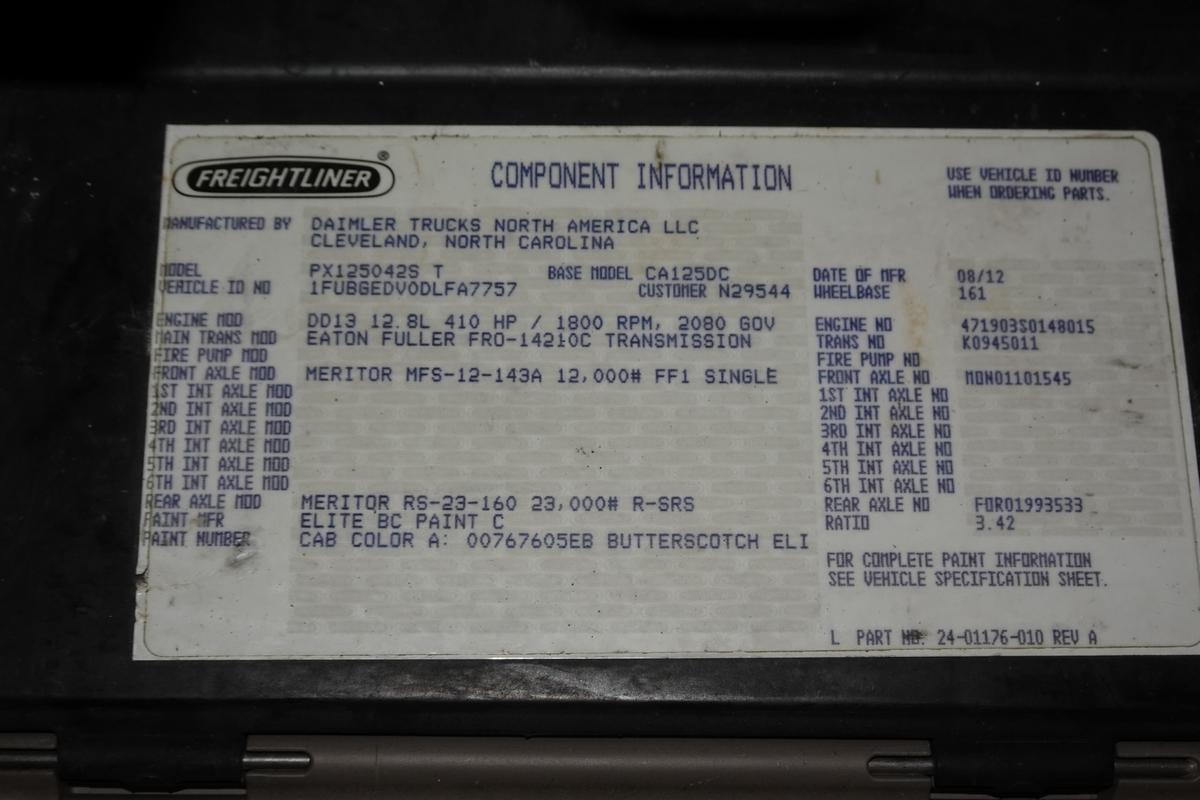 FREIGHTLINER®
COMPONENT INFORMATION
USE VEHICLE ID NUMBER
WHEN ORDERING PARTS.
MANUFACTURED BY DAIMLER TRUCKS NORTH AMERICA LLC
CLEVELAND, NORTH CAROLINA
MODEL PX125042S T BASE MODEL CA125DC DATE OF MFR 08/12
VEHICLE ID NO 1FUBGEDV0DLFA7757 CUSTOMER N29544 WHEELBASE 161
ENGINE MOD DD13 12.8L 410 HP / 1800 RPM, 2080 GOV ENGINE NO 471903S0148015
MAIN TRANS MOD EATON FULLER FRO-14210C TRANSMISSION TRANS NO K0945011
FIRE PUMP MOD FIRE PUMP NO
FRONT AXLE MOD MERITOR MFS-12-143A 12,000# FF1 SINGLE FRONT AXLE NO MON01101545
1ST INT AXLE MOD 1ST INT AXLE NO
2ND INT AXLE MOD 2ND INT AXLE NO
3RD INT AXLE MOD 3RD INT AXLE NO
4TH INT AXLE MOD 4TH INT AXLE NO
5TH INT AXLE MOD 5TH INT AXLE NO
6TH INT AXLE MOD 6TH INT AXLE NO
REAR AXLE MOD MERITOR RS-23-160 23,000# R-SRS REAR AXLE NO FOR01993533
PAINT MFR ELITE BC PAINT C RATIO 3.42
PAINT NUMBER CAB COLOR A: 00767605EB BUTTERSCOTCH ELI
FOR COMPLETE PAINT INFORMATION
SEE VEHICLE SPECIFICATION SHEET.
L PART NO. 24-01176-010 REV A